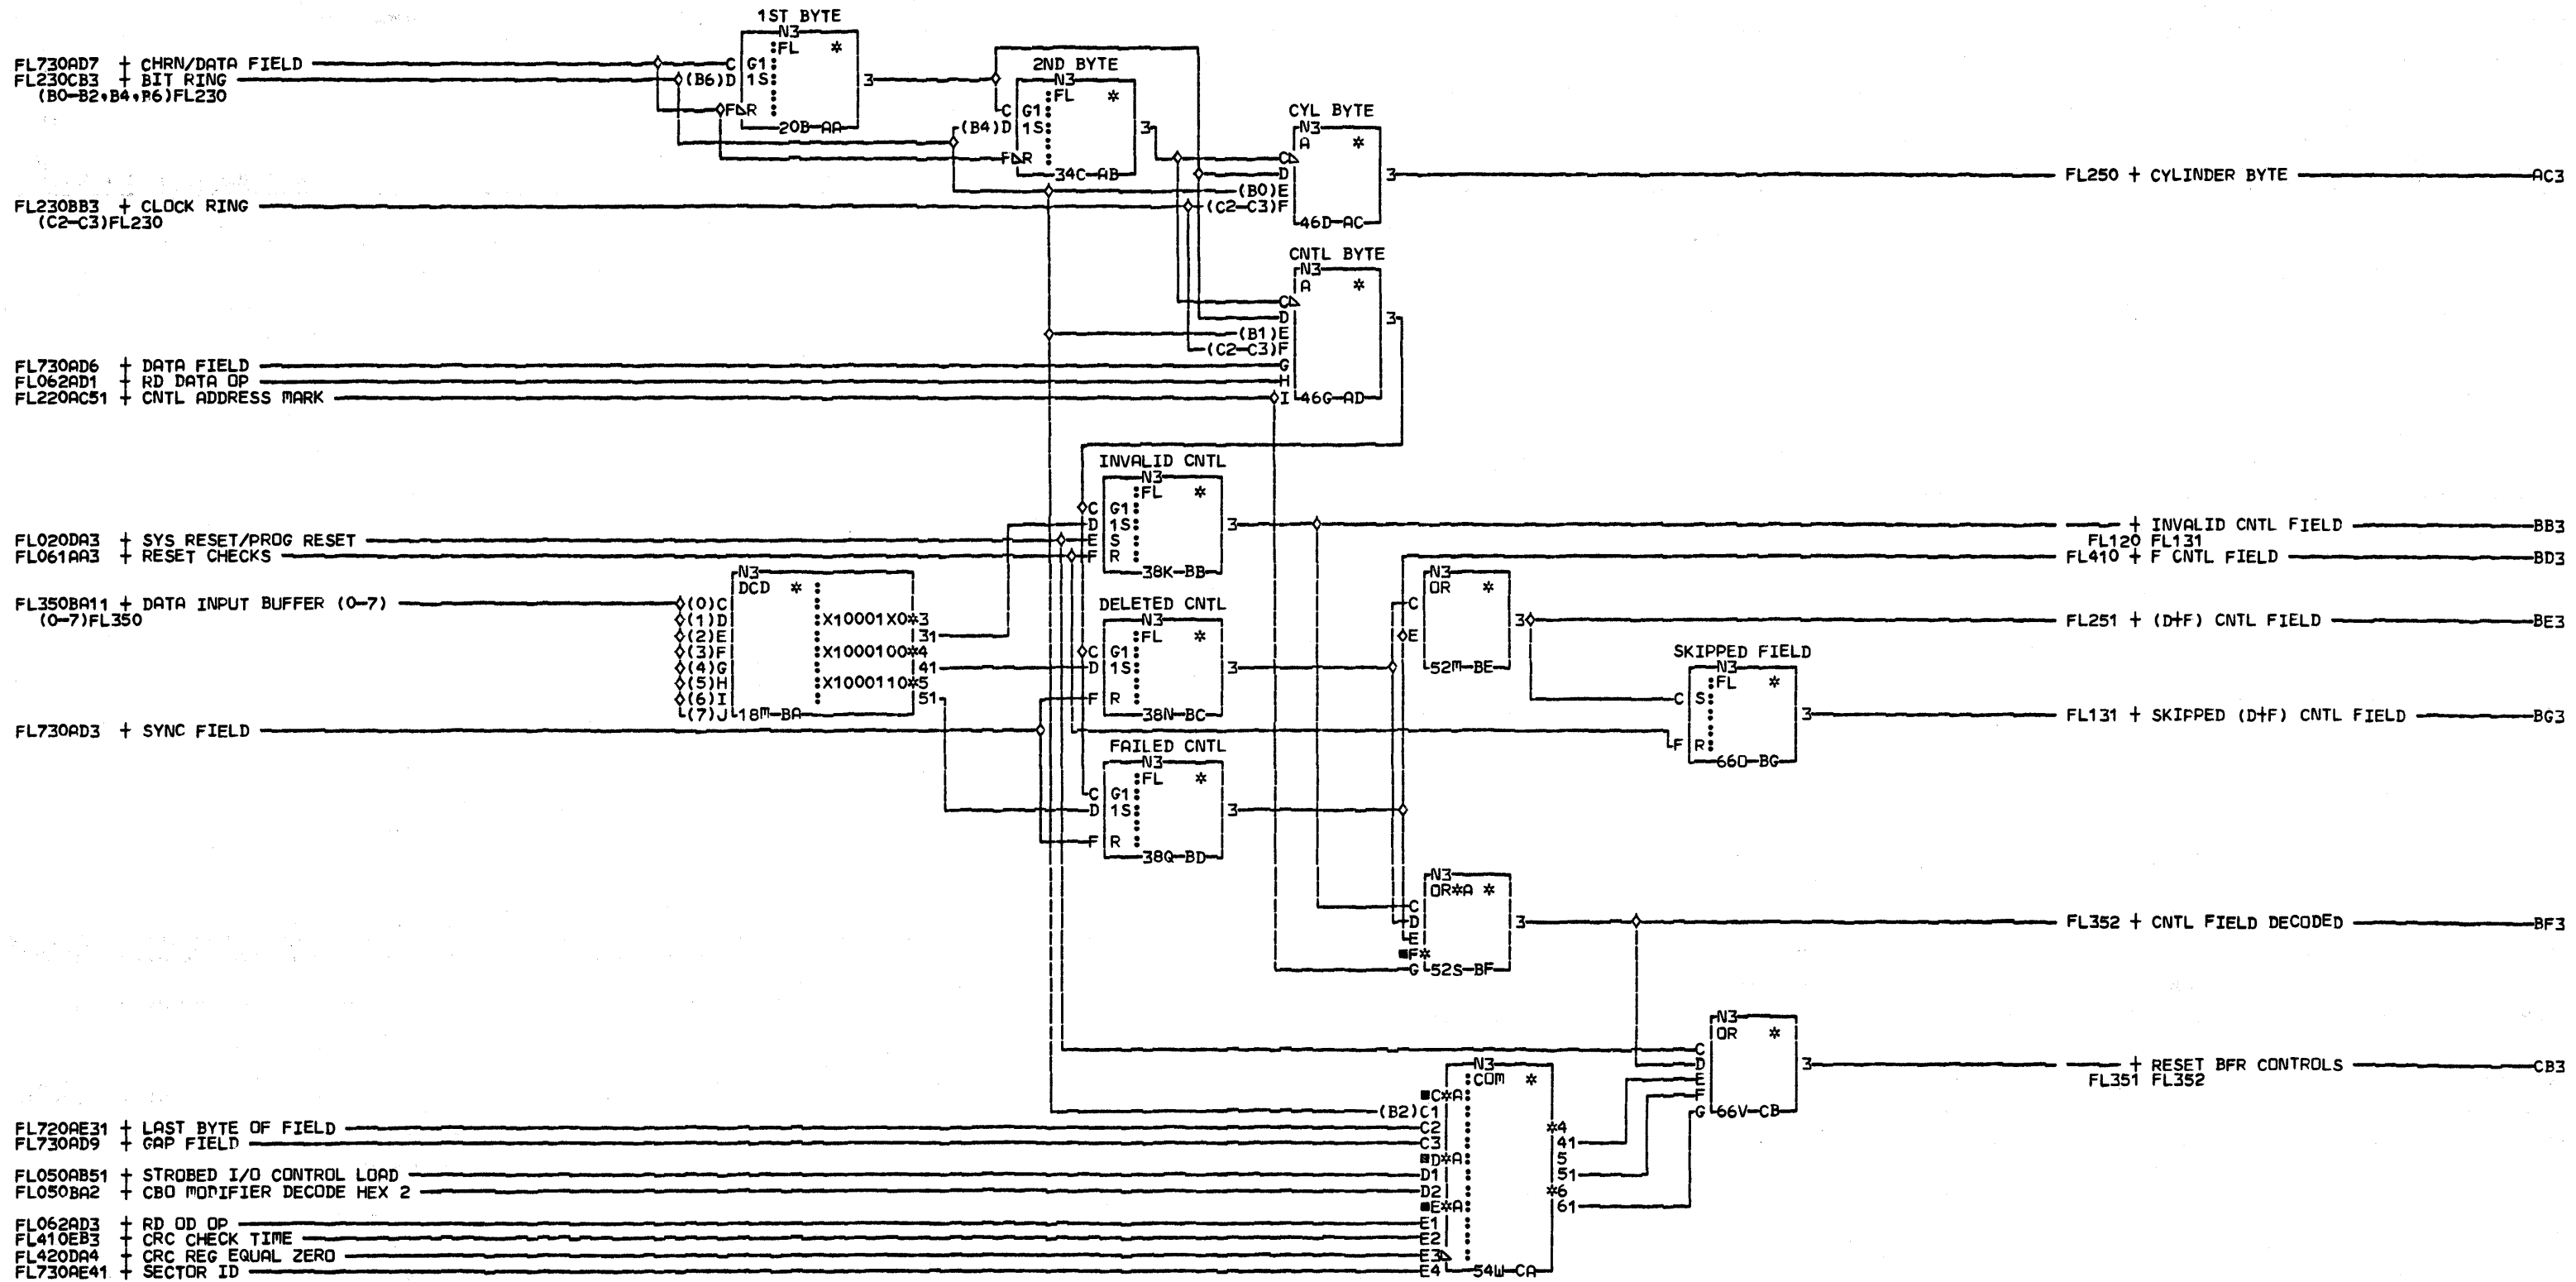 1ST BYTE
N3
FL *
FL730AD7 + CHRN/DATA FIELD
C G1
FL230CB3 + BIT RING
(B6)D 1S
3
(B0-B2,B4,B6)FL230
F R
20B-AA
2ND BYTE
N3
FL *
C G1
(B4)D 1S
3
F R
34C-AB
CYL BYTE
N3
A *
C
D
(B0)E
(C2-C3)F
3
46D-AC
FL250 + CYLINDER BYTE AC3
FL230BB3 + CLOCK RING
(C2-C3)FL230
CNTL BYTE
N3
A *
C
D
3
(B1)E
(C2-C3)F
FL730AD6 + DATA FIELD
G
FL062AD1 + RD DATA OP
H
FL220AC51 + CNTL ADDRESS MARK
I 46G-AD
INVALID CNTL
N3
FL *
C G1
D 1S
3
+ INVALID CNTL FIELD BB3
FL120 FL131
FL020DA3 + SYS RESET/PROG RESET
E S
FL061AA3 + RESET CHECKS
F R
38K-BB
FL410 + F CNTL FIELD BD3
N3
DCD *
FL350BA11 + DATA INPUT BUFFER (0-7)
(0-7)FL350
(0)C
(1)D X10001X0*3
(2)E 31
(3)F X1000100*4
(4)G 41
(5)H X1000110*5
(6)I 51
(7)J 18M-BA
DELETED CNTL
N3
FL *
C G1
D 1S
3
F R
38N-BC
N3
OR *
C
3
E
52M-BE
FL251 + (D+F) CNTL FIELD BE3
SKIPPED FIELD
N3
FL *
C S
3
F R
66O-BG
FL131 + SKIPPED (D+F) CNTL FIELD BG3
FL730AD3 + SYNC FIELD
FAILED CNTL
N3
FL *
C G1
D 1S
3
F R
38Q-BD
N3
OR*A *
C
D
3
E
F*
G 52S-BF
FL352 + CNTL FIELD DECODED BF3
N3
OR *
C
D
3
E
F
G 66V-CB
+ RESET BFR CONTROLS CB3
FL351 FL352
N3
COM *
C*A
(B2)C1
FL720AE31 + LAST BYTE OF FIELD
C2 *4
FL730AD9 + GAP FIELD
C3 41
D*A 5
FL050AB51 + STROBED I/O CONTROL LOAD
D1 51
FL050BA2 + CBO MODIFIER DECODE HEX 2
D2 *6
E*A 61
FL062AD3 + RD OD OP
E1
FL410EB3 + CRC CHECK TIME
E2
FL420DA4 + CRC REG EQUAL ZERO
E3
FL730AE41 + SECTOR ID
E4 54W-CA